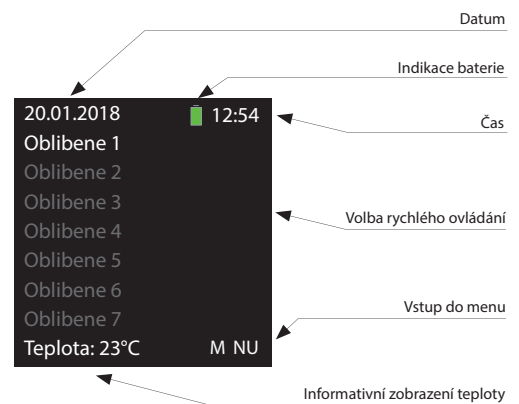 Datum
Indikace baterie
20.01.2018 12:54
Čas
Oblibene 1
Oblibene 2
Oblibene 3
Oblibene 4
Volba rychlého ovládání
Oblibene 5
Oblibene 6
Oblibene 7
Vstup do menu
Teplota: 23°C M NU
Informativní zobrazení teploty